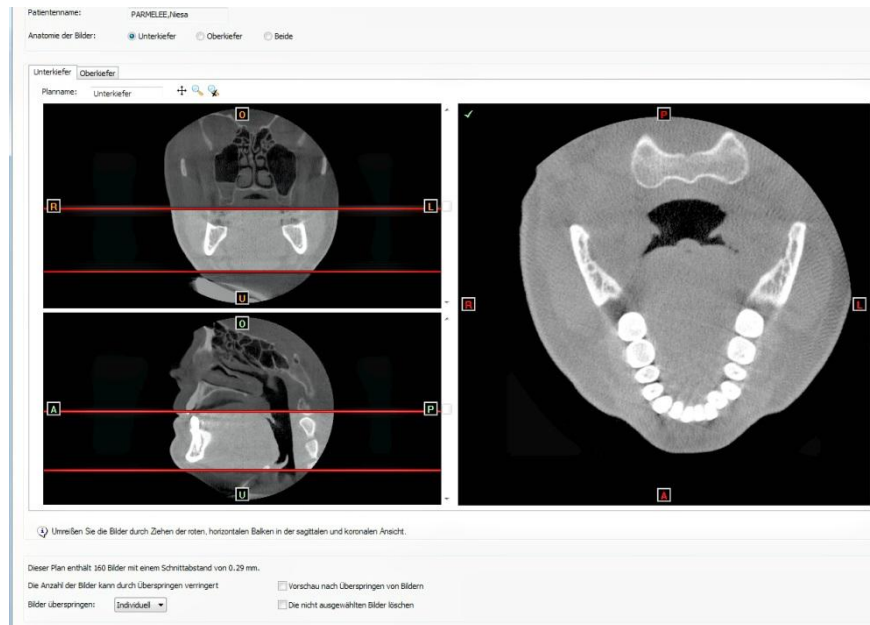 Patientenname: PARMELEE,Niesa
Anatomie der Bilder: Unterkiefer Oberkiefer Beide
Unterkiefer Oberkiefer
Planname: Unterkiefer
O
R L
U
O
A P
U
P
R L
A
Umreißen Sie die Bilder durch Ziehen der roten, horizontalen Balken in der sagittalen und koronalen Ansicht.
Dieser Plan enthält 160 Bilder mit einem Schnittabstand von 0.29 mm.
Die Anzahl der Bilder kann durch Überspringen verringert Vorschau nach Überspringen von Bildern
Bilder überspringen: Individuell Die nicht ausgewählten Bilder löschen